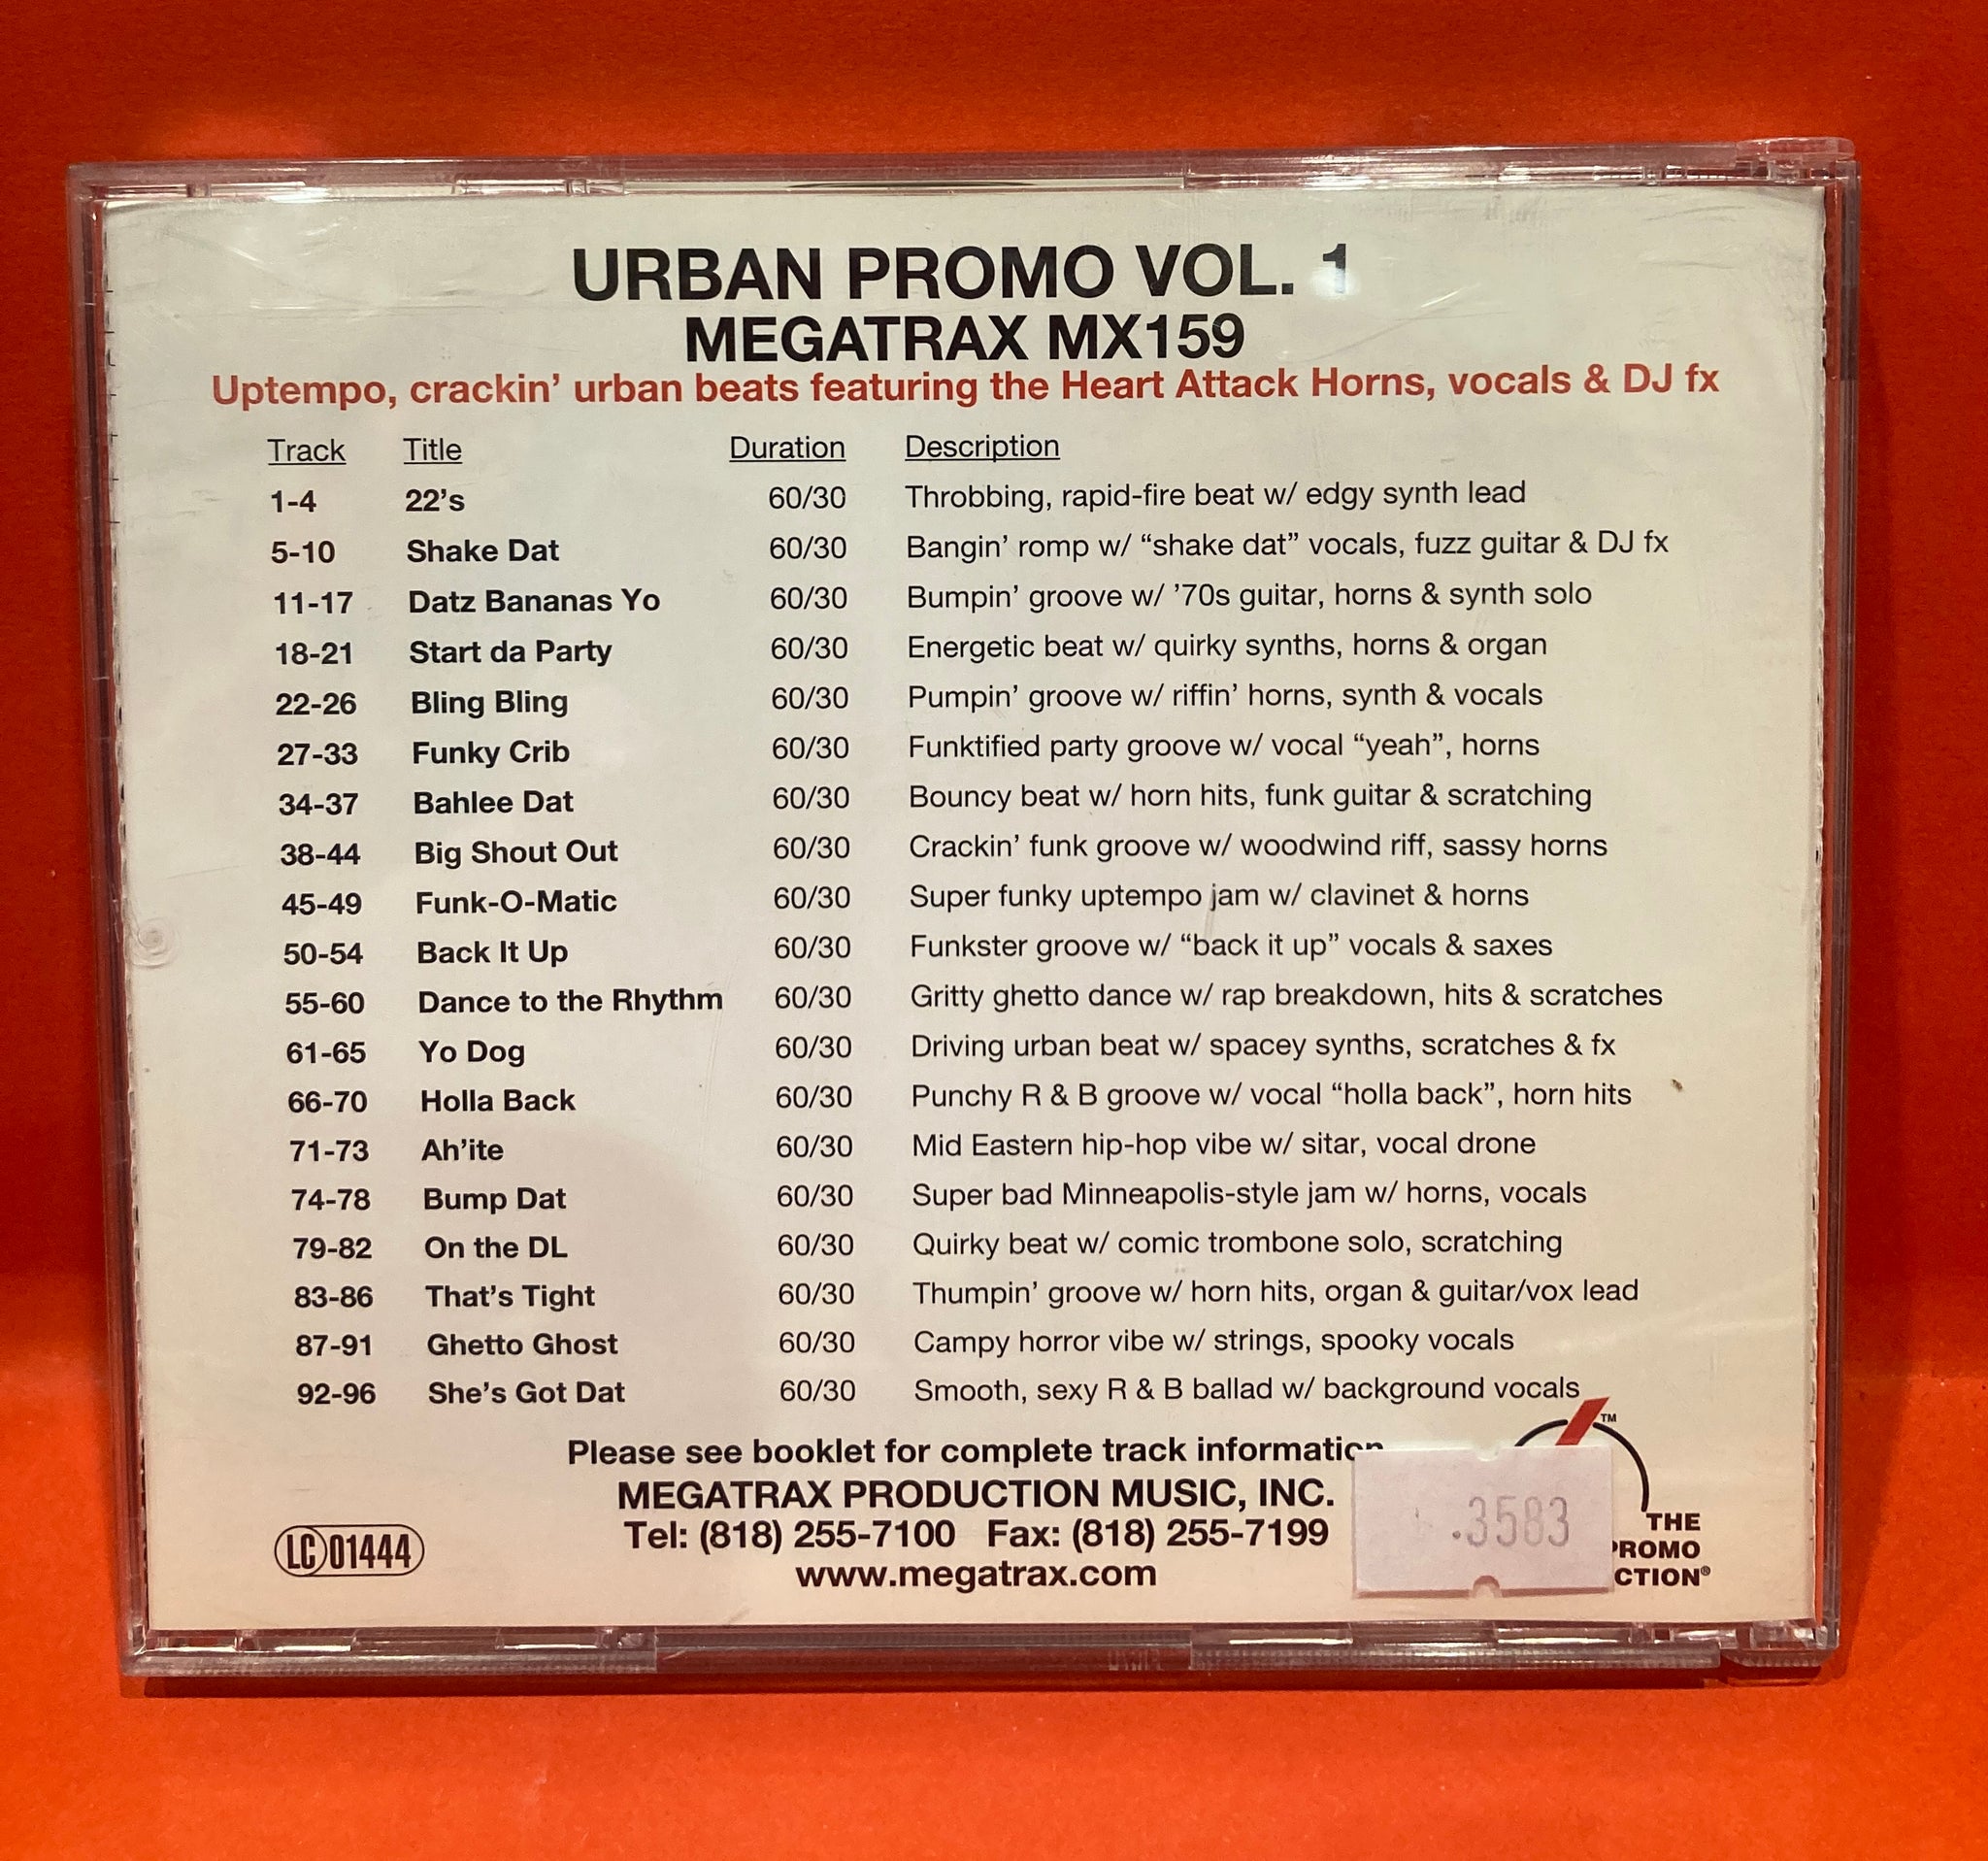 URBAN PROMO VOL. 1
MEGATRAX MX159
Uptempo, crackin’ urban beats featuring the Heart Attack Horns, vocals & DJ fx
Track Title Duration Description
1-4 22’s 60/30 Throbbing, rapid-fire beat w/ edgy synth lead
5-10 Shake Dat 60/30 Bangin’ romp w/ “shake dat” vocals, fuzz guitar & DJ fx
11-17 Datz Bananas Yo 60/30 Bumpin’ groove w/ ’70s guitar, horns & synth solo
18-21 Start da Party 60/30 Energetic beat w/ quirky synths, horns & organ
22-26 Bling Bling 60/30 Pumpin’ groove w/ riffin’ horns, synth & vocals
27-33 Funky Crib 60/30 Funktified party groove w/ vocal “yeah”, horns
34-37 Bahlee Dat 60/30 Bouncy beat w/ horn hits, funk guitar & scratching
38-44 Big Shout Out 60/30 Crackin’ funk groove w/ woodwind riff, sassy horns
45-49 Funk-O-Matic 60/30 Super funky uptempo jam w/ clavinet & horns
50-54 Back It Up 60/30 Funkster groove w/ “back it up” vocals & saxes
55-60 Dance to the Rhythm 60/30 Gritty ghetto dance w/ rap breakdown, hits & scratches
61-65 Yo Dog 60/30 Driving urban beat w/ spacey synths, scratches & fx
66-70 Holla Back 60/30 Punchy R & B groove w/ vocal “holla back”, horn hits
71-73 Ah’ite 60/30 Mid Eastern hip-hop vibe w/ sitar, vocal drone
74-78 Bump Dat 60/30 Super bad Minneapolis-style jam w/ horns, vocals
79-82 On the DL 60/30 Quirky beat w/ comic trombone solo, scratching
83-86 That’s Tight 60/30 Thumpin’ groove w/ horn hits, organ & guitar/vox lead
87-91 Ghetto Ghost 60/30 Campy horror vibe w/ strings, spooky vocals
92-96 She’s Got Dat 60/30 Smooth, sexy R & B ballad w/ background vocals
Please see booklet for complete track information
MEGATRAX PRODUCTION MUSIC, INC.
Tel: (818) 255-7100 Fax: (818) 255-7199
www.megatrax.com
LC 01444
.3583
TM
THE
PROMO
CTION®